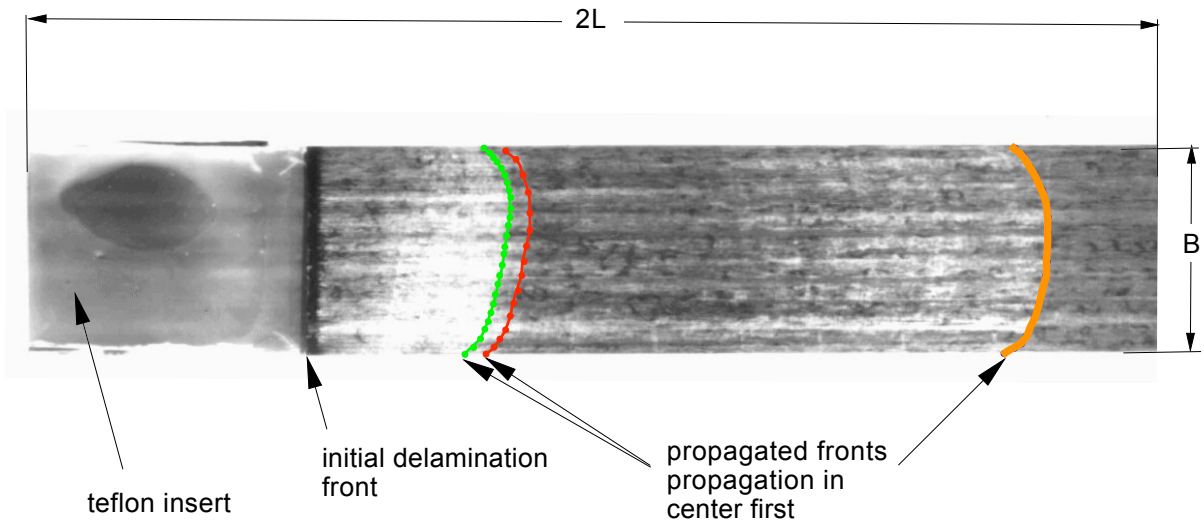 2L
B
initial delamination
front
teflon insert
propagated fronts
propagation in
center first